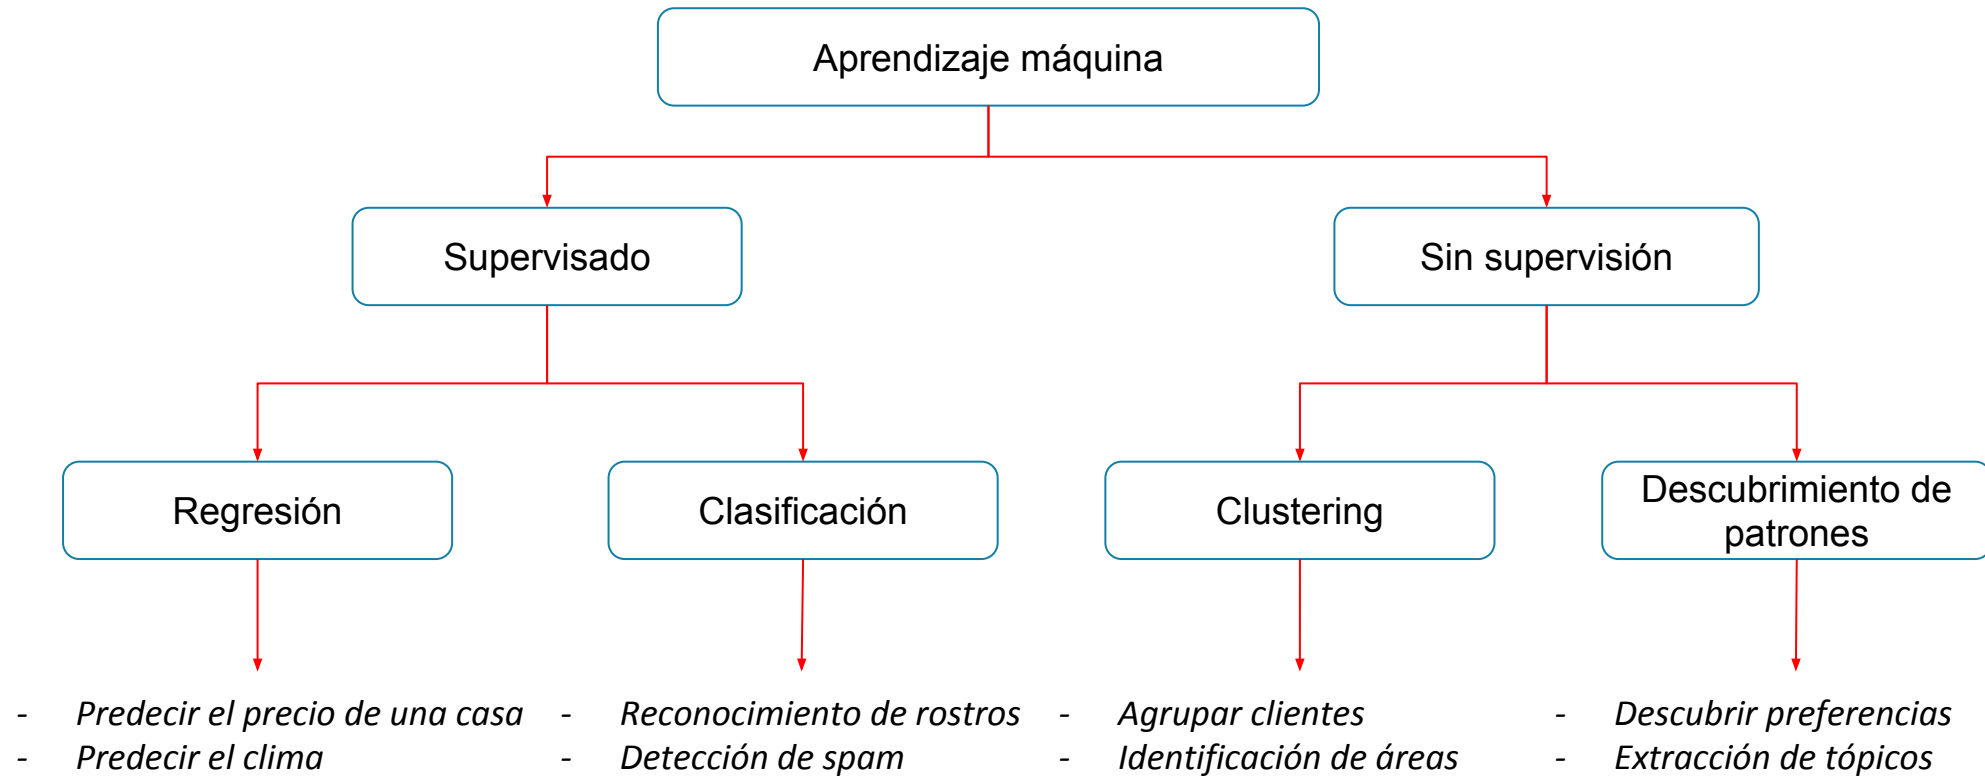 Aprendizaje máquina
Supervisado
Sin supervisión
Regresión
Clasificación
Clustering
Descubrimiento de
patrones
- Predecir el precio de una casa
- Predecir el clima
- Reconocimiento de rostros
- Detección de spam
- Agrupar clientes
- Identificación de áreas
- Descubrir preferencias
- Extracción de tópicos